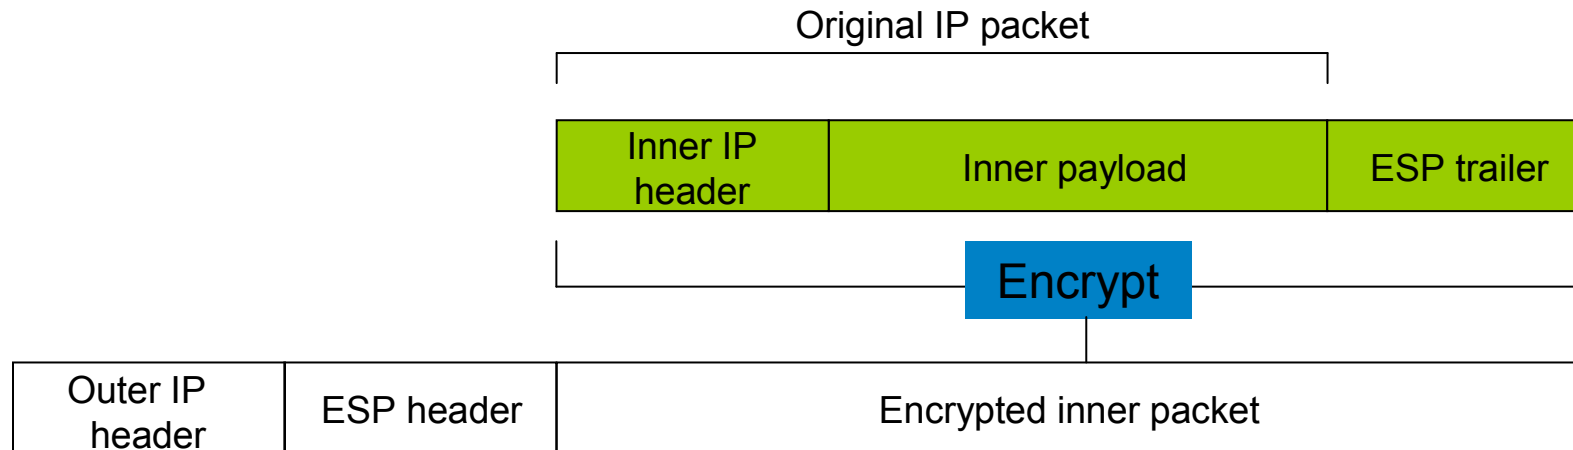 Original IP packet
Inner IP
header
Inner payload
ESP trailer
Encrypt
Outer IP
header
ESP header
Encrypted inner packet